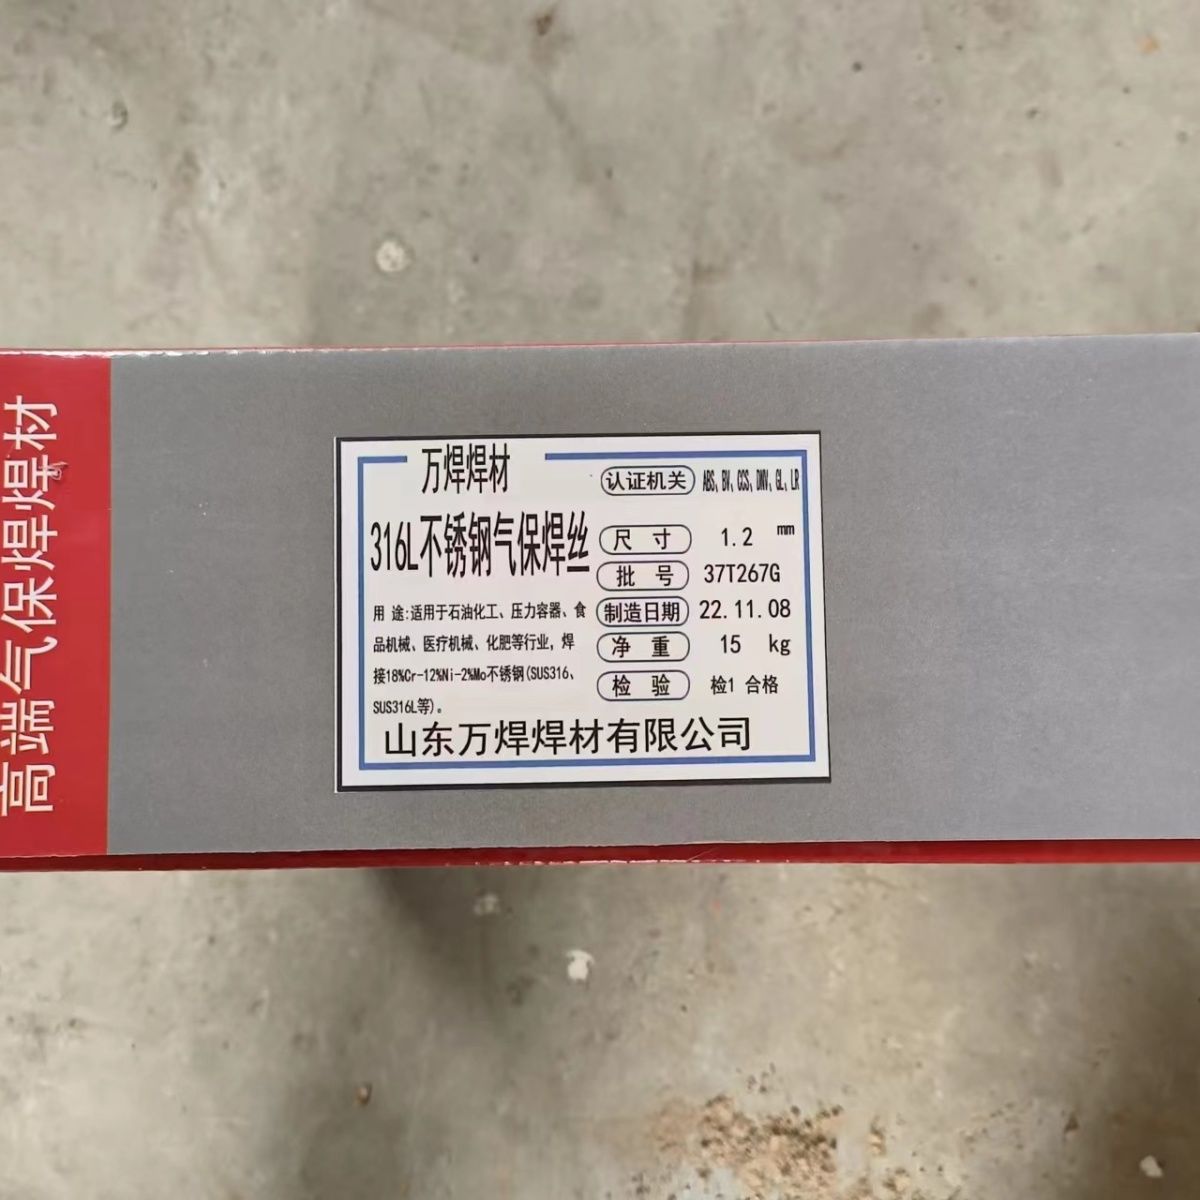 高端气保焊焊材
万焊焊材
316L不锈钢气保焊丝
用 途:适用于石油化工、压力容器、食
品机械、医疗机械、化肥等行业，焊
接18%Cr-12%Ni-2%Mo不锈钢(SUS316、
SUS316L等)。
认证机关 ABS、BV、CCS、DNV、GL、LR
尺 寸 1.2 mm
批 号 37T267G
制造日期 22.11.08
净 重 15 kg
检 验 检1 合格
山东万焊焊材有限公司